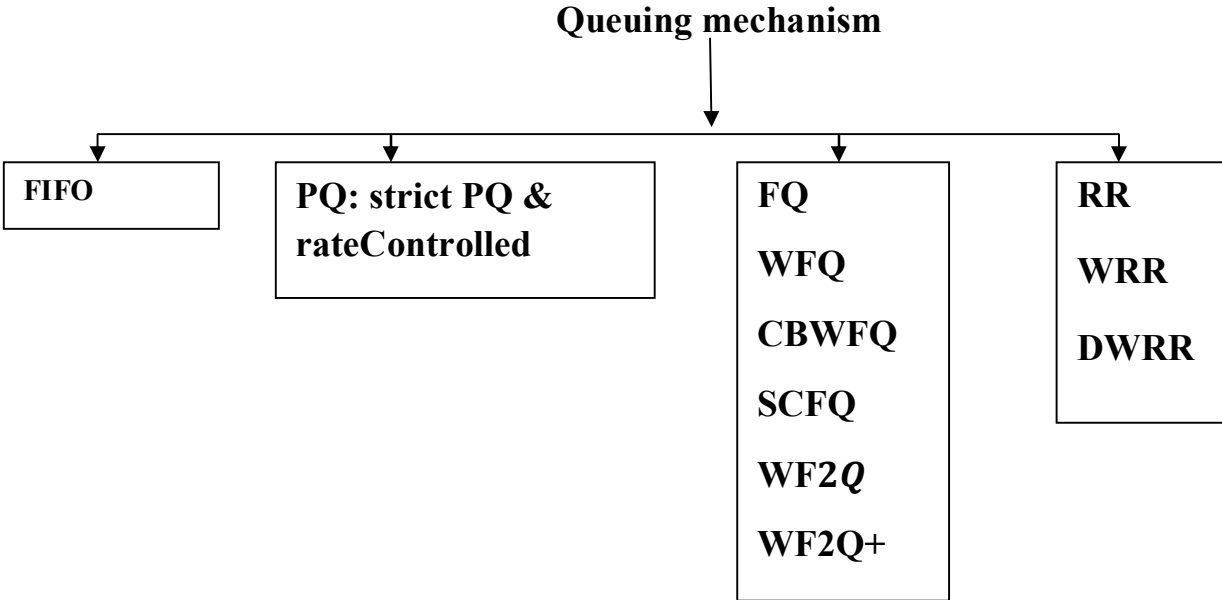 Queuing mechanism
FIFO
PQ: strict PQ &
rateControlled
FQ
WFQ
CBWFQ
SCFQ
WF2Q
WF2Q+
RR
WRR
DWRR